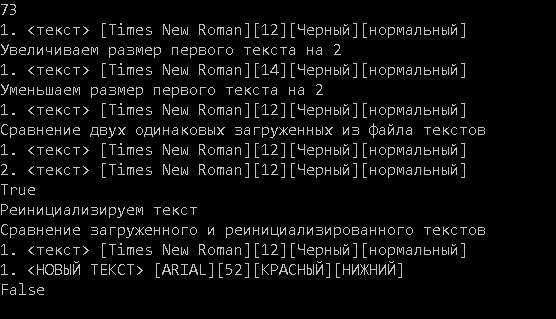 73
1. <текст> [Times New Roman][12][Черный][нормальный]
Увеличиваем размер первого текста на 2
1. <текст> [Times New Roman][14][Черный][нормальный]
Уменьшаем размер первого текста на 2
1. <текст> [Times New Roman][12][Черный][нормальный]
Сравнение двух одинаковых загруженных из файла текстов
1. <текст> [Times New Roman][12][Черный][нормальный]
2. <текст> [Times New Roman][12][Черный][нормальный]
True
Реинициализируем текст
Сравнение загруженного и реинициализированного текстов
1. <текст> [Times New Roman][12][Черный][нормальный]
1. <НОВЫЙ ТЕКСТ> [ARIAL][52][КРАСНЫЙ][НИЖНИЙ]
False